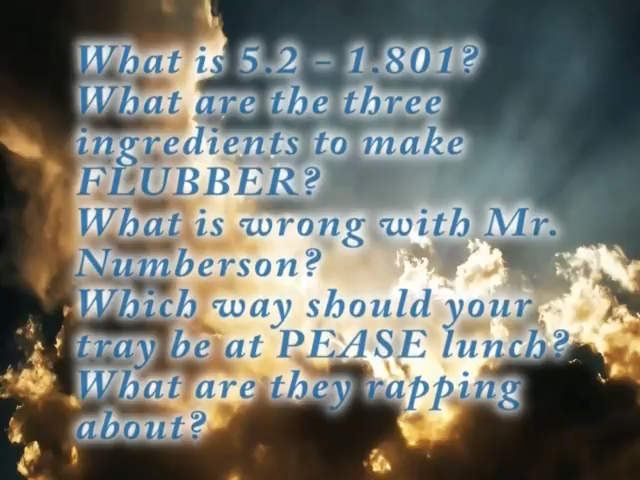 What is 5.2 – 1.801?
What are the three
ingredients to make
FLUBBER?
What is wrong with Mr.
Numberson?
Which way should your
tray be at PEASE lunch?
What are they rapping
about?